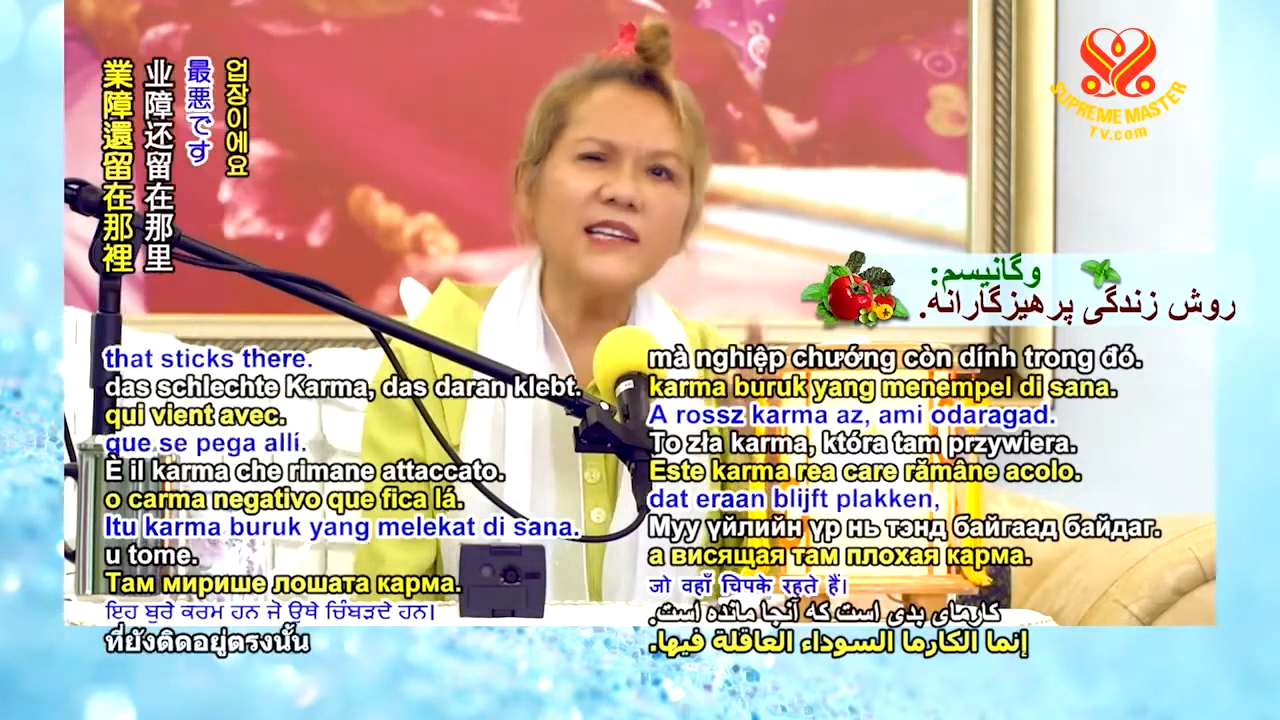 업장이에요
最悪です
业障还留在那里
業障還留在那裡
SUPREME MASTER
TV.com
وگانیسم:
روش زندگی پرهیزگارانه.
that sticks there.
das schlechte Karma, das daran klebt.
qui vient avec.
que se pega allí.
È il karma che rimane attaccato.
o carma negativo que fica lá.
Itu karma buruk yang melekat di sana.
u tome.
Там мирише лошата карма.
ਇਹ ਬੁਰੇ ਕਰਮ ਹਨ ਜੋ ਉਥੇ ਚਿੰਬੜਦੇ ਹਨ।
ที่ยังติดอยู่ตรงนั้น
mà nghiệp chướng còn dính trong đó.
karma buruk yang menempel di sana.
A rossz karma az, ami odaragad.
To zła karma, która tam przywiera.
Este karma rea care rămâne acolo.
dat eraan blijft plakken,
Муу үйлийн үр нь тэнд байгаад байдаг.
а висящая там плохая карма.
जो वहाँ चिपके रहते हैं।
کارمای بدی است که آنجا مانده است.
إنما الكارما السوداء العاقلة فيها.